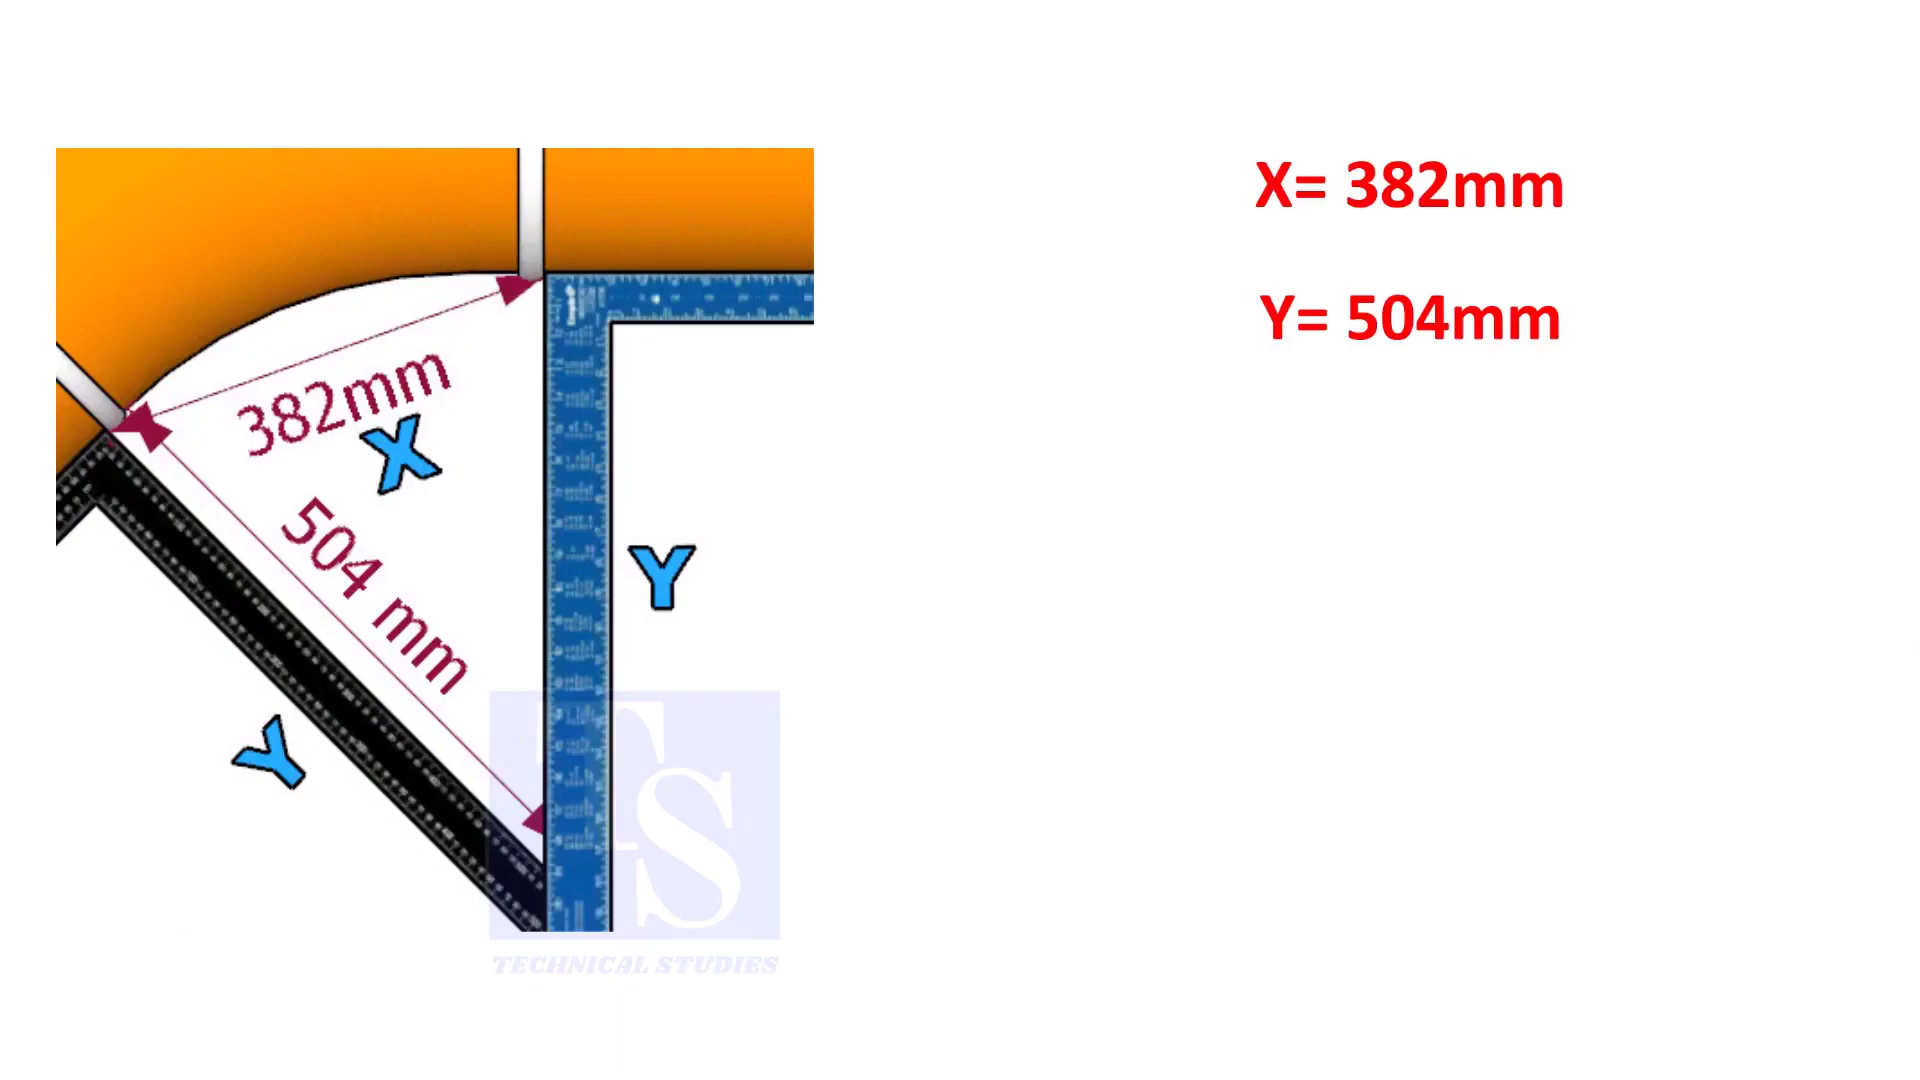 X= 382mm
Y= 504mm
382mm
X
504 mm
Y
Y
TS
TECHNICAL STUDIES